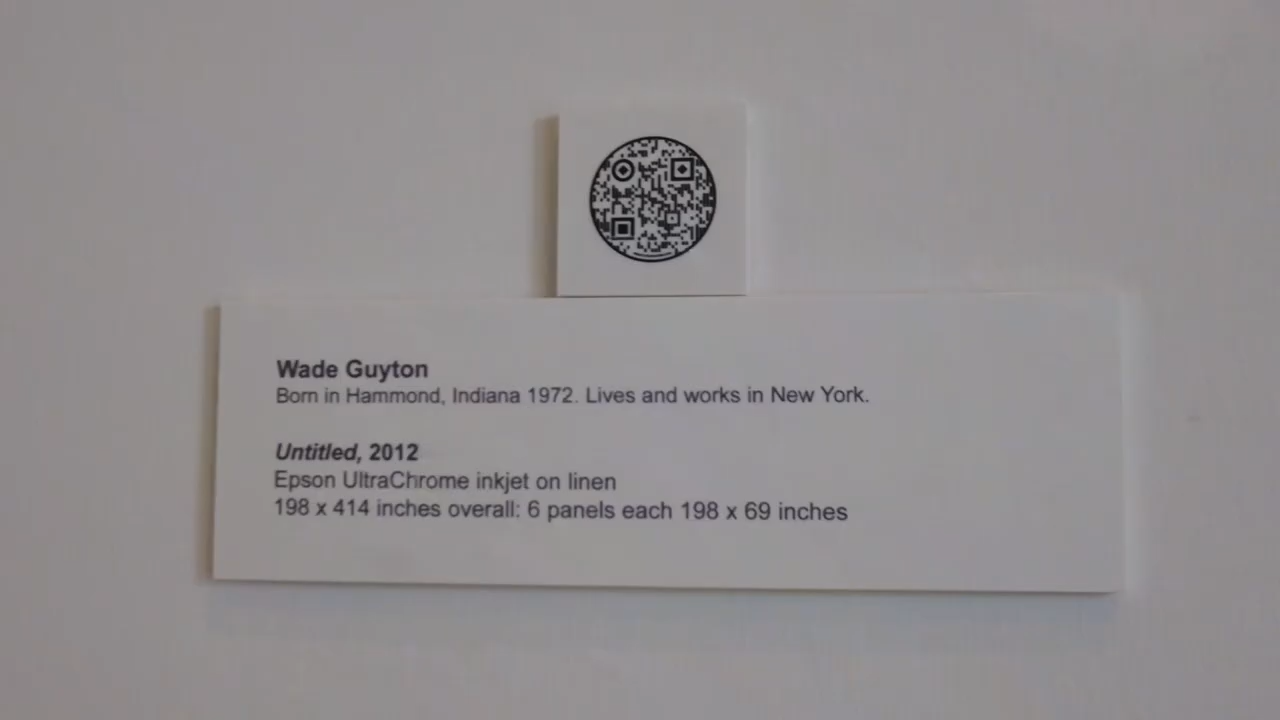 Wade Guyton
Born in Hammond, Indiana 1972. Lives and works in New York.
Untitled, 2012
Epson UltraChrome inkjet on linen
198 x 414 inches overall: 6 panels each 198 x 69 inches